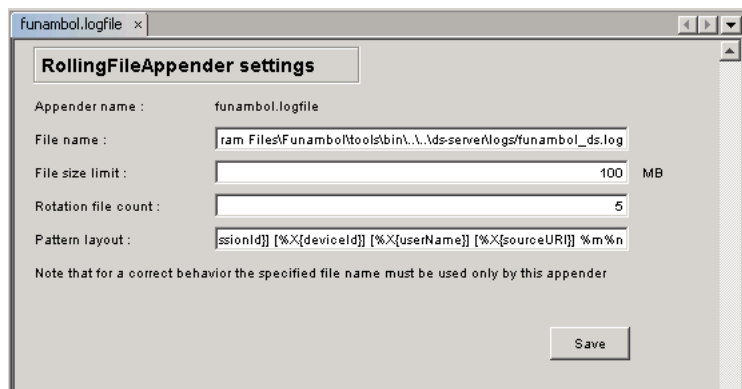 funambol.logfile ×
RollingFileAppender settings
Appender name : funambol.logfile
File name : ram Files\Funambol\tools\bin\..\..\ds-server\logs/funambol_ds.log
File size limit : 100 MB
Rotation file count : 5
Pattern layout : ssionId}] [%X{deviceId}] [%X{userName}] [%X{sourceURI}] %m%n
Note that for a correct behavior the specified file name must be used only by this appender
Save